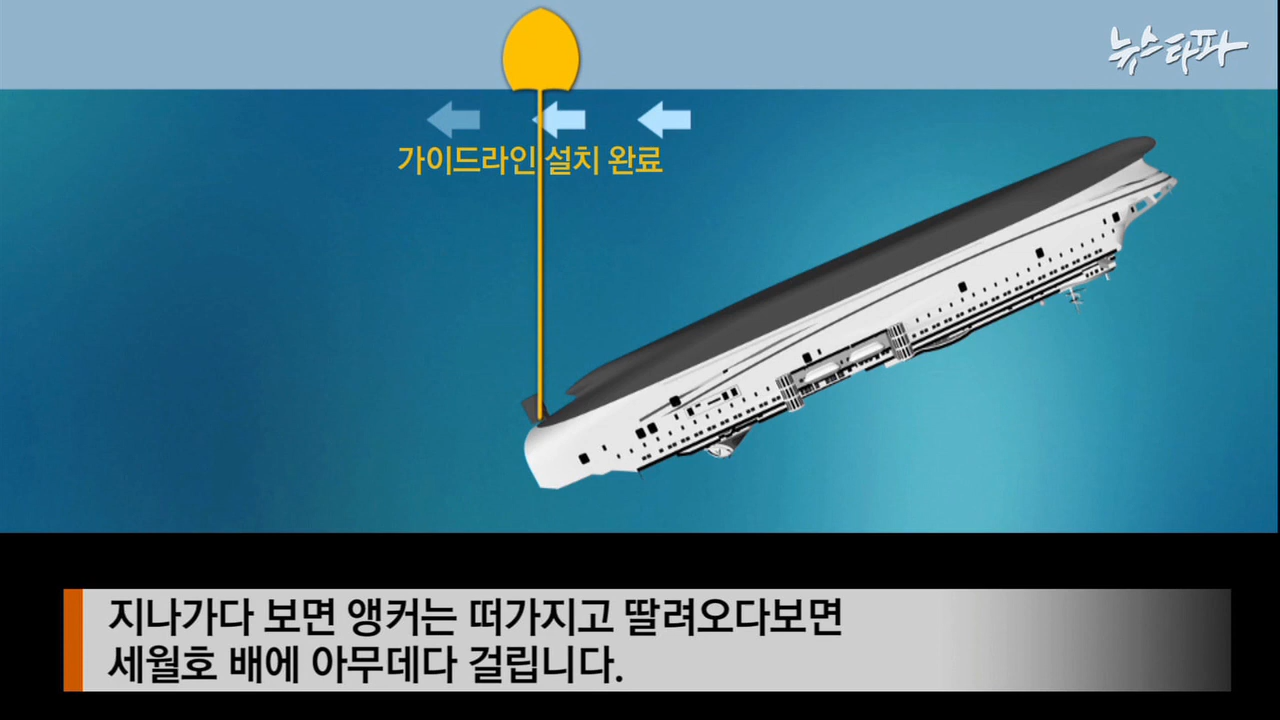 뉴스타파
가이드라인 설치 완료
지나가다 보면 앵커는 떠가지고 딸려오다보면
세월호 배에 아무데다 걸립니다.